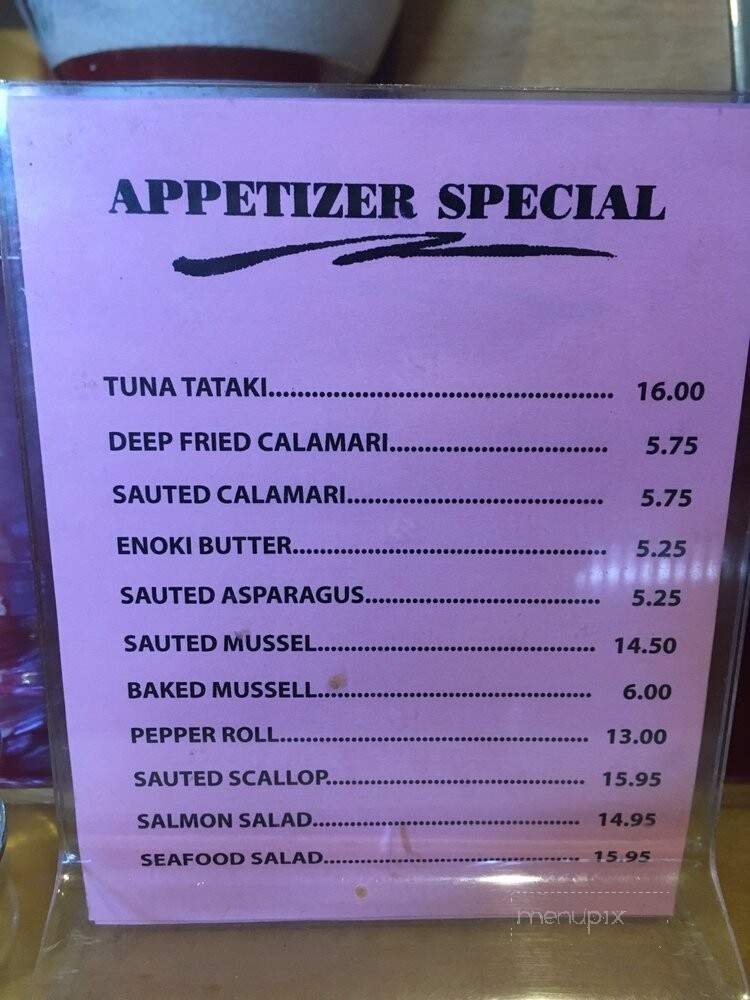 APPETIZER SPECIAL
TUNA TATAKI........................................................ 16.00
DEEP FRIED CALAMARI.................................... 5.75
SAUTED CALAMARI.......................................... 5.75
ENOKI BUTTER.................................................... 5.25
SAUTED ASPARAGUS....................................... 5.25
SAUTED MUSSEL............................................... 14.50
BAKED MUSSELL.............................................. 6.00
PEPPER ROLL.................................................... 13.00
SAUTED SCALLOP............................................ 15.95
SALMON SALAD.............................................. 14.95
SEAFOOD SALAD............................................ 15.95
menupix